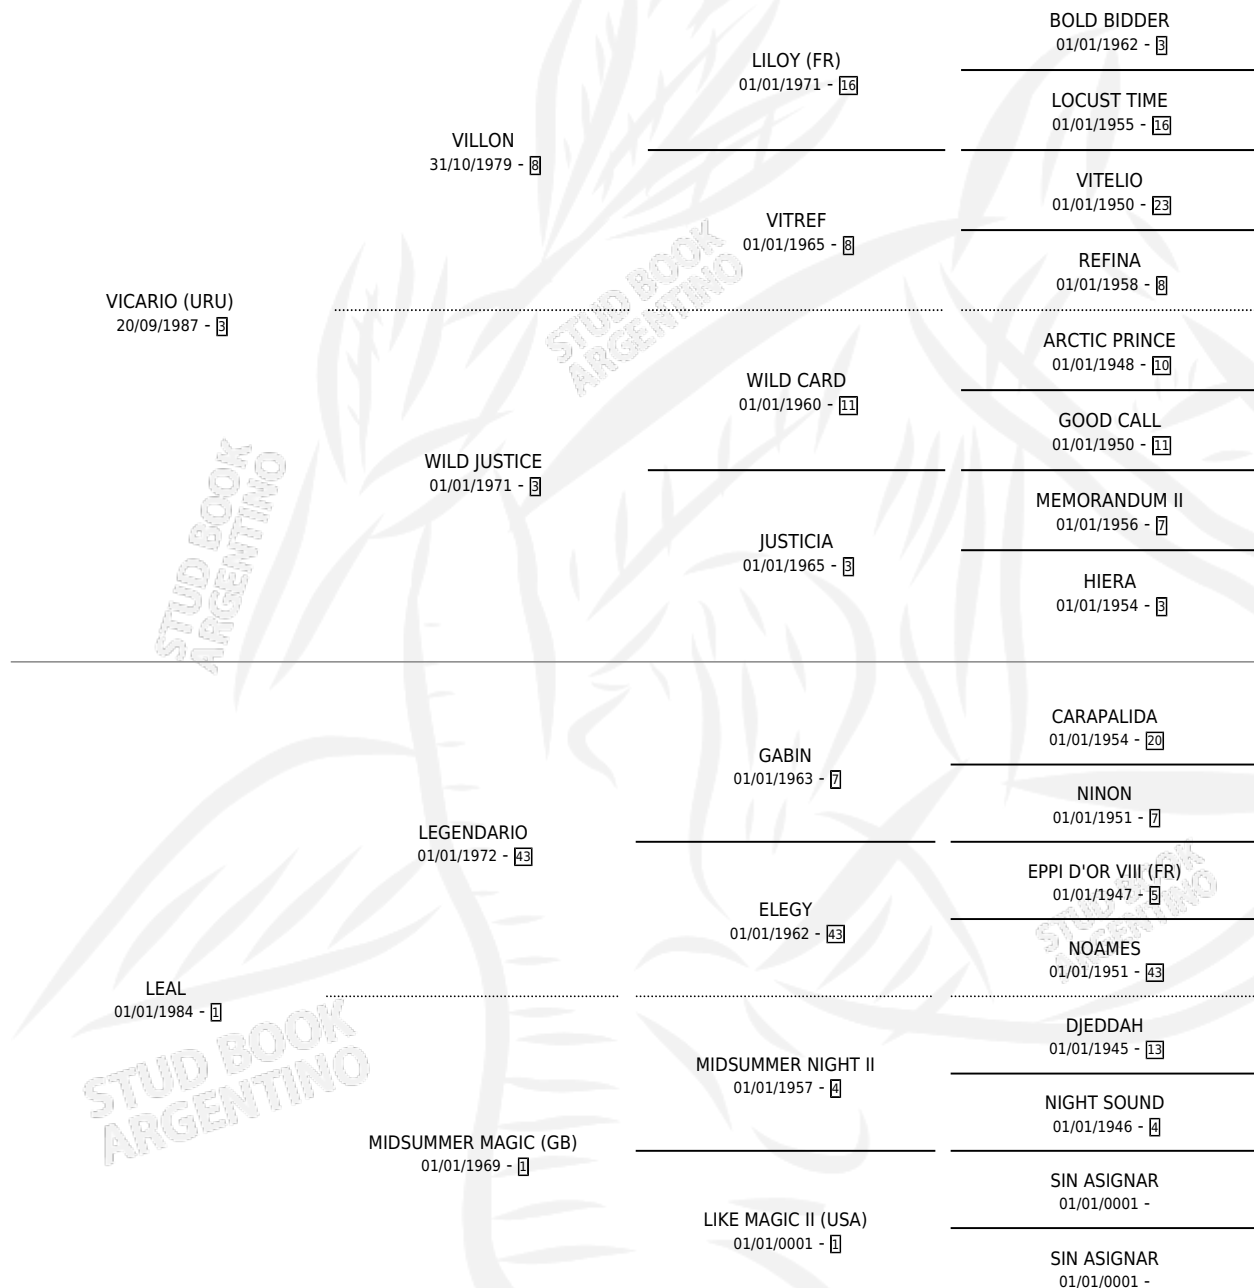 BOLD BIDDER
01/01/1962 - 3
LILOY (FR)
01/01/1971 - 16
LOCUST TIME
01/01/1955 - 16
VILLON
31/10/1979 - 8
VITELIO
01/01/1950 - 23
VITREF
01/01/1965 - 8
REFINA
01/01/1958 - 8
VICARIO (URU)
20/09/1987 - 3
STUD BOOK
ARGENTINO
ARCTIC PRINCE
01/01/1948 - 10
WILD CARD
01/01/1960 - 11
GOOD CALL
01/01/1950 - 11
WILD JUSTICE
01/01/1971 - 3
MEMORANDUM II
01/01/1956 - 7
JUSTICIA
01/01/1965 - 3
HIERA
01/01/1954 - 3
STUD BOOK
ARGENTINO
CARAPALIDA
01/01/1954 - 20
GABIN
01/01/1963 - 7
NINON
01/01/1951 - 7
LEGENDARIO
01/01/1972 - 43
EPPI D'OR VIII (FR)
01/01/1947 - 5
ELEGY
01/01/1962 - 43
STUD BOOK
ARGENTINO
NOAMES
01/01/1951 - 43
LEAL
01/01/1984 - 1
DJEDDAH
01/01/1945 - 13
MIDSUMMER NIGHT II
01/01/1957 - 4
NIGHT SOUND
01/01/1946 - 4
STUD BOOK
ARGENTINO
MIDSUMMER MAGIC (GB)
01/01/1969 - 1
SIN ASIGNAR
01/01/0001 -
LIKE MAGIC II (USA)
01/01/0001 - 1
SIN ASIGNAR
01/01/0001 -